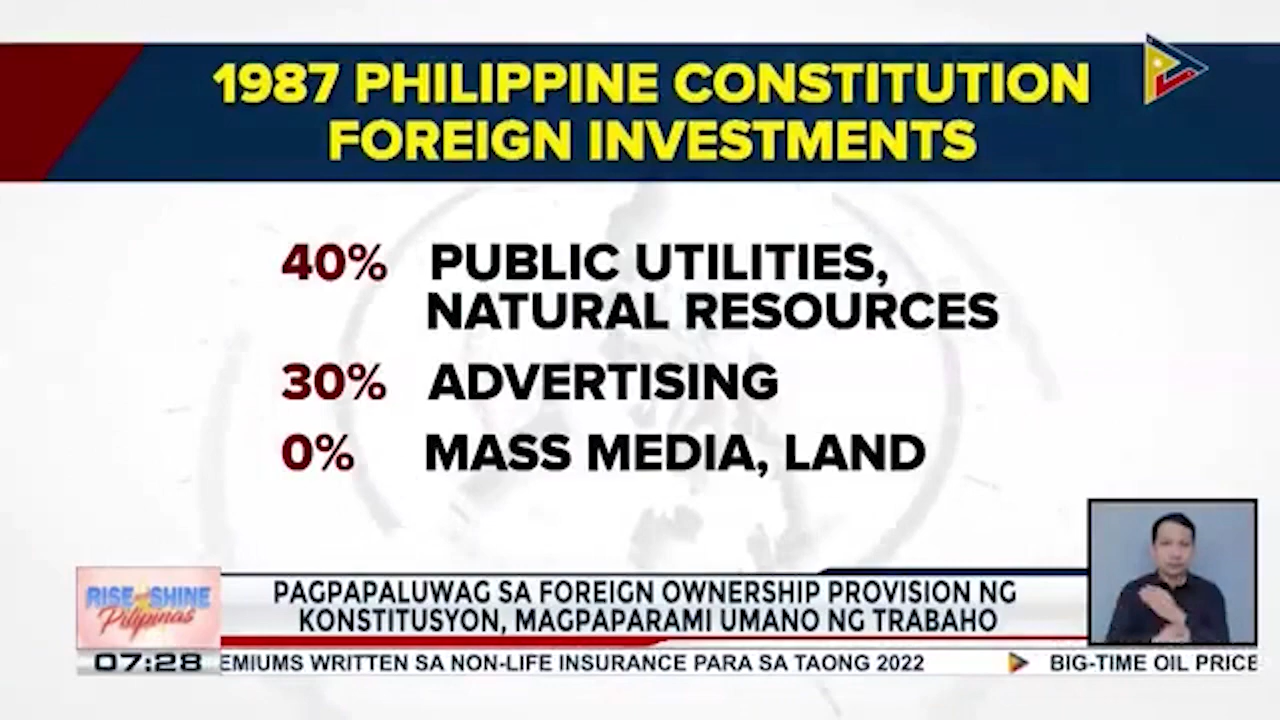 1987 PHILIPPINE CONSTITUTION
FOREIGN INVESTMENTS
40% PUBLIC UTILITIES,
NATURAL RESOURCES
30% ADVERTISING
0% MASS MEDIA, LAND
RISE SHINE
Pilipinas
PAGPAPALUWAG SA FOREIGN OWNERSHIP PROVISION NG
KONSTITUSYON, MAGPAPARAMI UMANO NG TRABAHO
07:28 EMIUMS WRITTEN SA NON-LIFE INSURANCE PARA SA TAONG 2022 BIG-TIME OIL PRICE